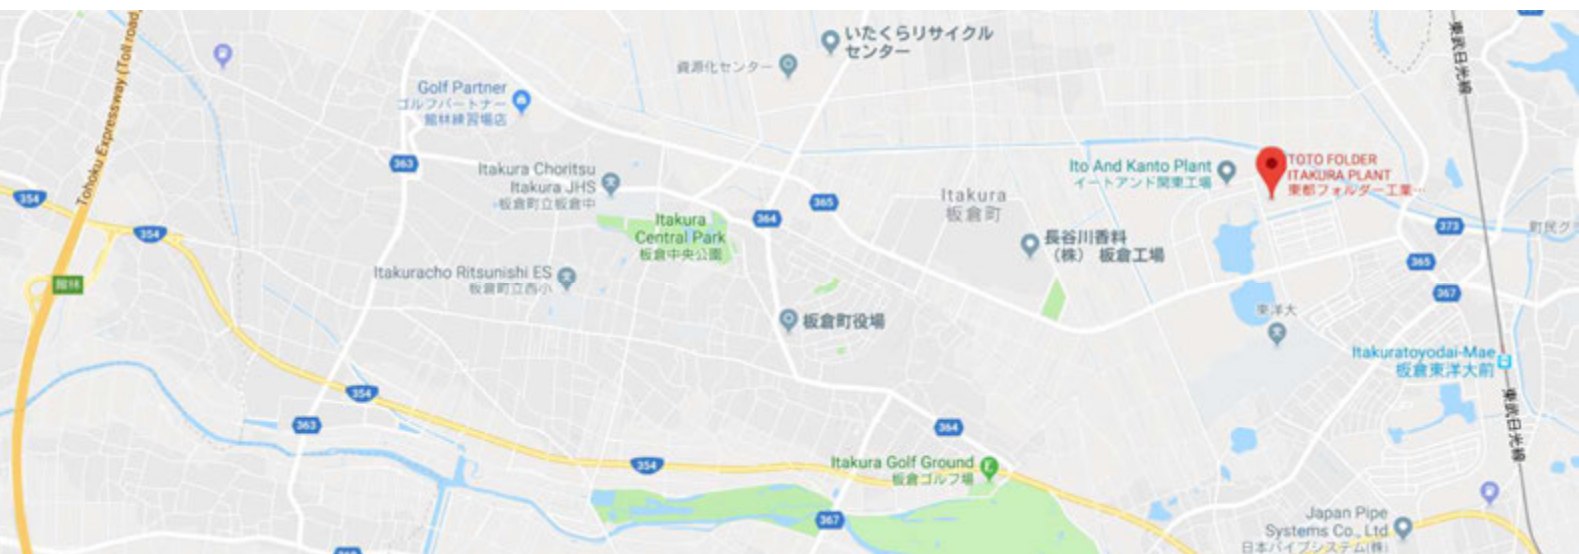 Tohoku Expressway (Toll road)
東武日光線
いたくらリサイクル
センター
資源化センター
Golf Partner
ゴルフパートナー
館林練習場店
363
Itakura Choritsu
Itakura JHS
板倉町立板倉中
Ito And Kanto Plant
イートアンド関東工場
TOTO FOLDER
ITAKURA PLANT
東都フォルダー工業…
354
354
365
364
Itakura
板倉町
Itakura
Central Park
板倉中央公園
373
長谷川香料
（株） 板倉工場
365
Itakuracho Ritsunishi ES
板倉町立西小
館林
367
板倉町役場
東洋大
Itakuratoyodai-Mae
板倉東洋大前
354
363
364
東武日光線
354
Itakura Golf Ground
板倉ゴルフ場
367
Japan Pipe
Systems Co., Ltd
日本パイプシステム(株)